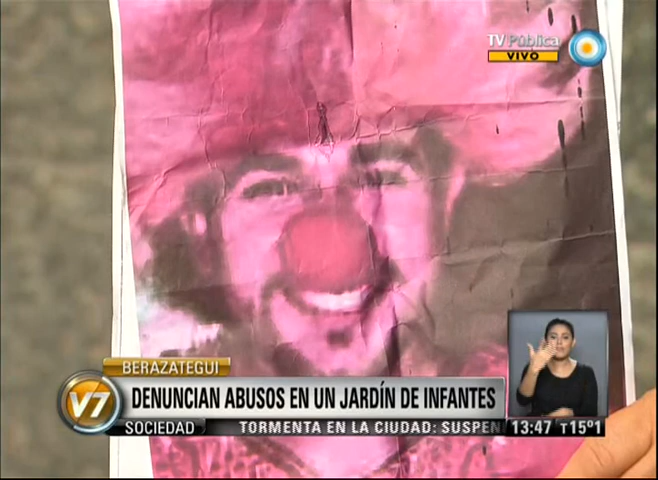 TV Pública
VIVO
BERAZATEGUI
V7
DENUNCIAN ABUSOS EN UN JARDÍN DE INFANTES
SOCIEDAD
TORMENTA EN LA CIUDAD: SUSPEN
13:47 T15°1